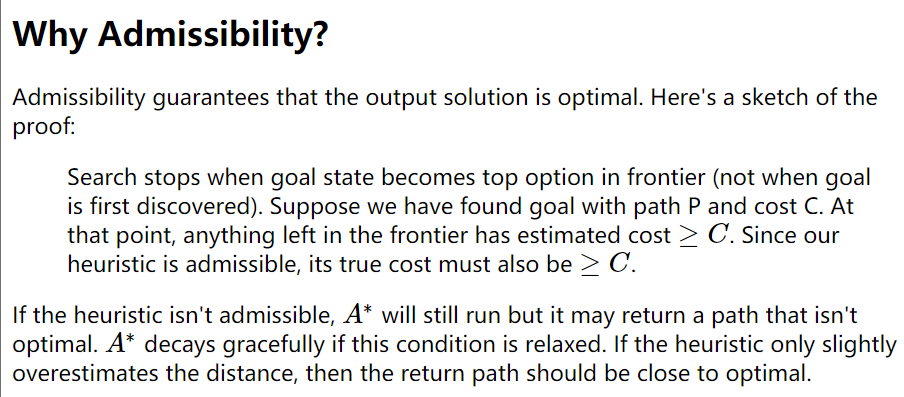 Why Admissibility?
Admissibility guarantees that the output solution is optimal. Here's a sketch of the
proof:
Search stops when goal state becomes top option in frontier (not when goal
is first discovered). Suppose we have found goal with path P and cost C. At
that point, anything left in the frontier has estimated cost ≥ C. Since our
heuristic is admissible, its true cost must also be ≥ C.
If the heuristic isn't admissible, A* will still run but it may return a path that isn't
optimal. A* decays gracefully if this condition is relaxed. If the heuristic only slightly
overestimates the distance, then the return path should be close to optimal.